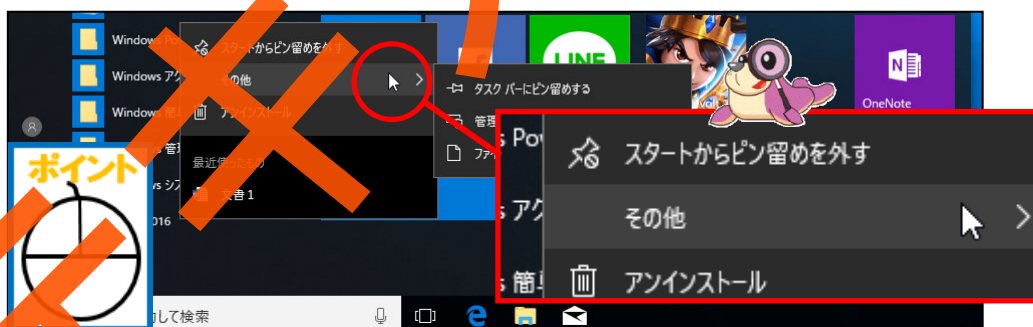 Windows Po
スタートからピン留めを外す
LINE
Windows アク
その他
タスク バーにピン留めする
OneNote
Windows 簡
アンインストール
管理
s Po
スタートからピン留めを外す
管
ファイ
ポイント
最近使ったもの
s アク
その他
s シス
文書 1
016
s 簡単
アンインストール
して検索